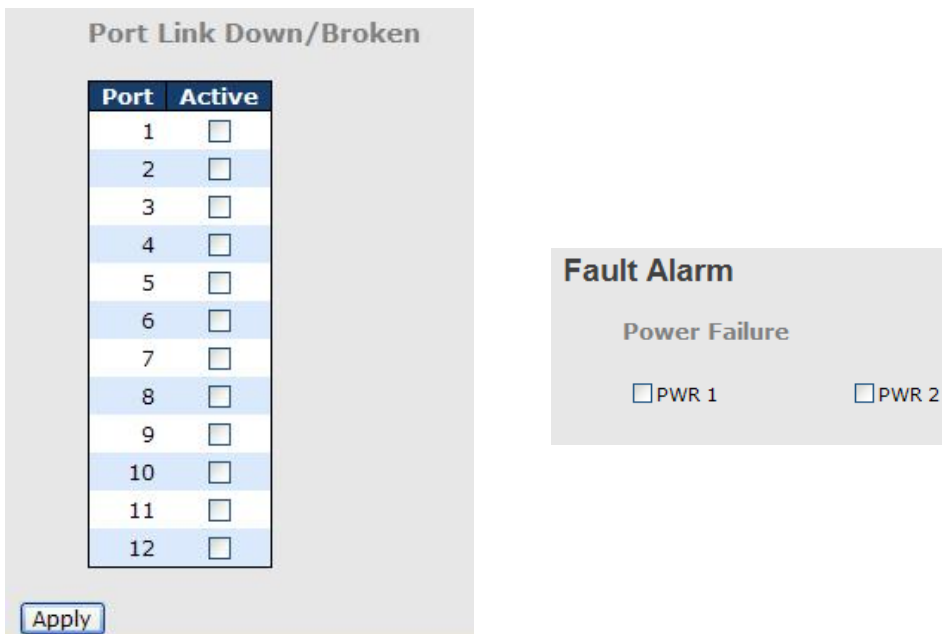 Port Link Down/Broken
Port Active
1
2
3
4
5
6
7
8
9
10
11
12
Apply
Fault Alarm
Power Failure
PWR 1 PWR 2